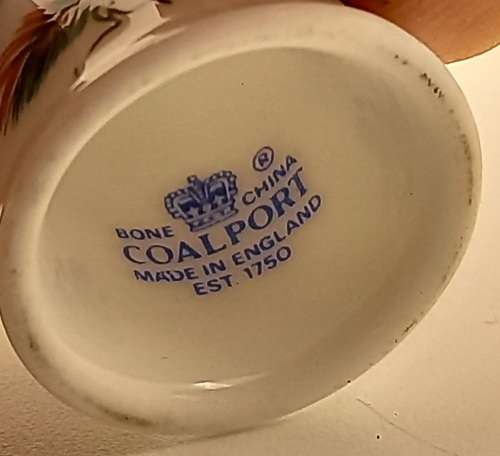 ®
BONE CHINA
COALPORT
MADE IN ENGLAND
EST. 1750